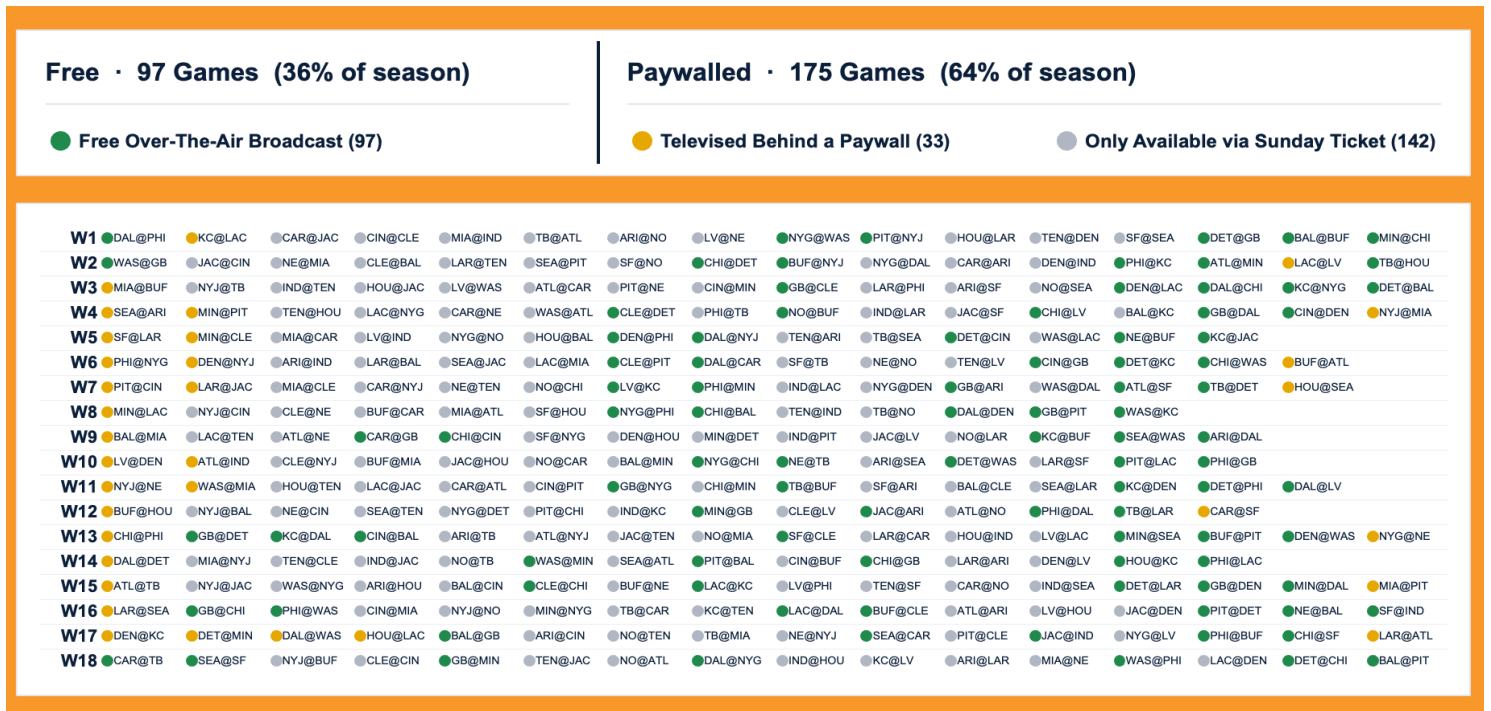 Free · 97 Games (36% of season)
Paywalled · 175 Games (64% of season)
Free Over-The-Air Broadcast (97)
Televised Behind a Paywall (33)
Only Available via Sunday Ticket (142)
W1 DAL@PHI KC@LAC CAR@JAC CIN@CLE MIA@IND TB@ATL ARI@NO LV@NE NYG@WAS PIT@NYJ HOU@LAR TEN@DEN SF@SEA DET@GB BAL@BUF MIN@CHI
W2 WAS@GB JAC@CIN NE@MIA CLE@BAL LAR@TEN SEA@PIT SF@NO CHI@DET BUF@NYJ NYG@DAL CAR@ARI DEN@IND PHI@KC ATL@MIN LAC@LV TB@HOU
W3 MIA@BUF NYJ@TB IND@TEN HOU@JAC LV@WAS ATL@CAR PIT@NE CIN@MIN GB@CLE LAR@PHI ARI@SF NO@SEA DEN@LAC DAL@CHI KC@NYG DET@BAL
W4 SEA@ARI MIN@PIT TEN@HOU LAC@NYG CAR@NE WAS@ATL CLE@DET PHI@TB NO@BUF IND@LAR JAC@SF CHI@LV BAL@KC GB@DAL CIN@DEN NYJ@MIA
W5 SF@LAR MIN@CLE MIA@CAR LV@IND NYG@NO HOU@BAL DEN@PHI DAL@NYJ TEN@ARI TB@SEA DET@CIN WAS@LAC NE@BUF KC@JAC
W6 PHI@NYG DEN@NYJ ARI@IND LAR@BAL SEA@JAC LAC@MIA CLE@PIT DAL@CAR SF@TB NE@NO TEN@LV CIN@GB DET@KC CHI@WAS BUF@ATL
W7 PIT@CIN LAR@JAC MIA@CLE CAR@NYJ NE@TEN NO@CHI LV@KC PHI@MIN IND@LAC NYG@DEN GB@ARI WAS@DAL ATL@SF TB@DET HOU@SEA
W8 MIN@LAC NYJ@CIN CLE@NE BUF@CAR MIA@ATL SF@HOU NYG@PHI CHI@BAL TEN@IND TB@NO DAL@DEN GB@PIT WAS@KC
W9 BAL@MIA LAC@TEN ATL@NE CAR@GB CHI@CIN SF@NYG DEN@HOU MIN@DET IND@PIT JAC@LV NO@LAR KC@BUF SEA@WAS ARI@DAL
W10 LV@DEN ATL@IND CLE@NYJ BUF@MIA JAC@HOU NO@CAR BAL@MIN NYG@CHI NE@TB ARI@SEA DET@WAS LAR@SF PIT@LAC PHI@GB
W11 NYJ@NE WAS@MIA HOU@TEN LAC@JAC CAR@ATL CIN@PIT GB@NYG CHI@MIN TB@BUF SF@ARI BAL@CLE SEA@LAR KC@DEN DET@PHI DAL@LV
W12 BUF@HOU NYJ@BAL NE@CIN SEA@TEN NYG@DET PIT@CHI IND@KC MIN@GB CLE@LV JAC@ARI ATL@NO PHI@DAL TB@LAR CAR@SF
W13 CHI@PHI GB@DET KC@DAL CIN@BAL ARI@TB ATL@NYJ JAC@TEN NO@MIA SF@CLE LAR@CAR HOU@IND LV@LAC MIN@SEA BUF@PIT DEN@WAS NYG@NE
W14 DAL@DET MIA@NYJ TEN@CLE IND@JAC NO@TB WAS@MIN SEA@ATL PIT@BAL CIN@BUF CHI@GB LAR@ARI DEN@LV HOU@KC PHI@LAC
W15 ATL@TB NYJ@JAC WAS@NYG ARI@HOU BAL@CIN CLE@CHI BUF@NE LAC@KC LV@PHI TEN@SF CAR@NO IND@SEA DET@LAR GB@DEN MIN@DAL MIA@PIT
W16 LAR@SEA GB@CHI PHI@WAS CIN@MIA NYJ@NO MIN@NYG TB@CAR KC@TEN LAC@DAL BUF@CLE ATL@ARI LV@HOU JAC@DEN PIT@DET NE@BAL SF@IND
W17 DEN@KC DET@MIN DAL@WAS HOU@LAC BAL@GB ARI@CIN NO@TEN TB@MIA NE@NYJ SEA@CAR PIT@CLE JAC@IND NYG@LV PHI@BUF CHI@SF LAR@ATL
W18 CAR@TB SEA@SF NYJ@BUF CLE@CIN GB@MIN TEN@JAC NO@ATL DAL@NYG IND@HOU KC@LV ARI@LAR MIA@NE WAS@PHI LAC@DEN DET@CHI BAL@PIT